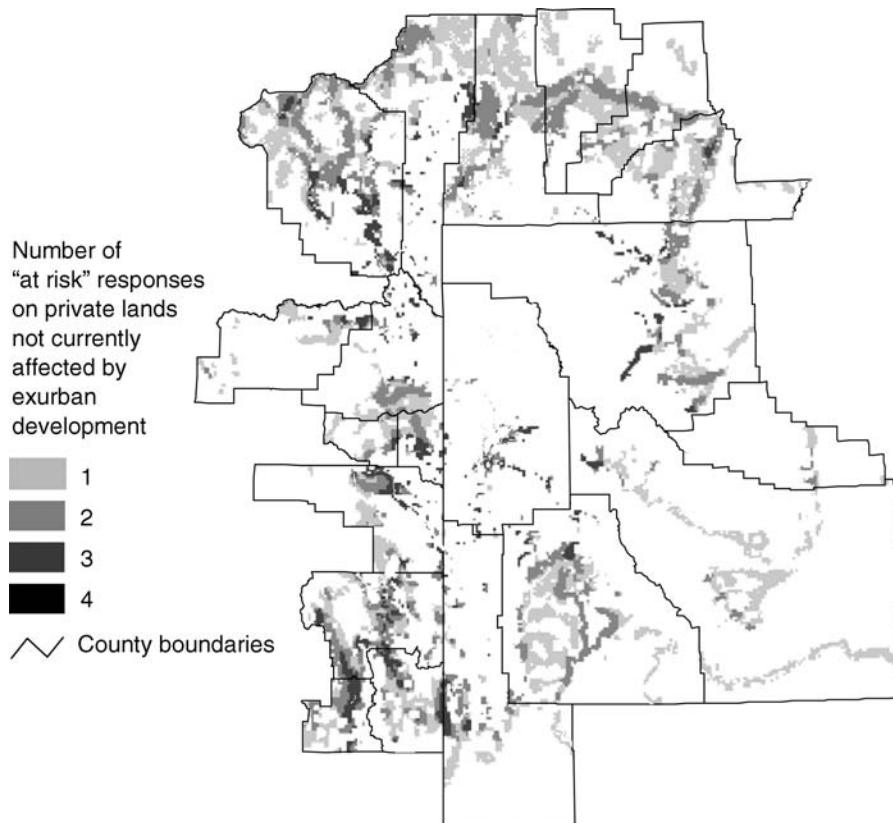 Number of
“at risk” responses
on private lands
not currently
affected by
exurban
development
1
2
3
4
County boundaries